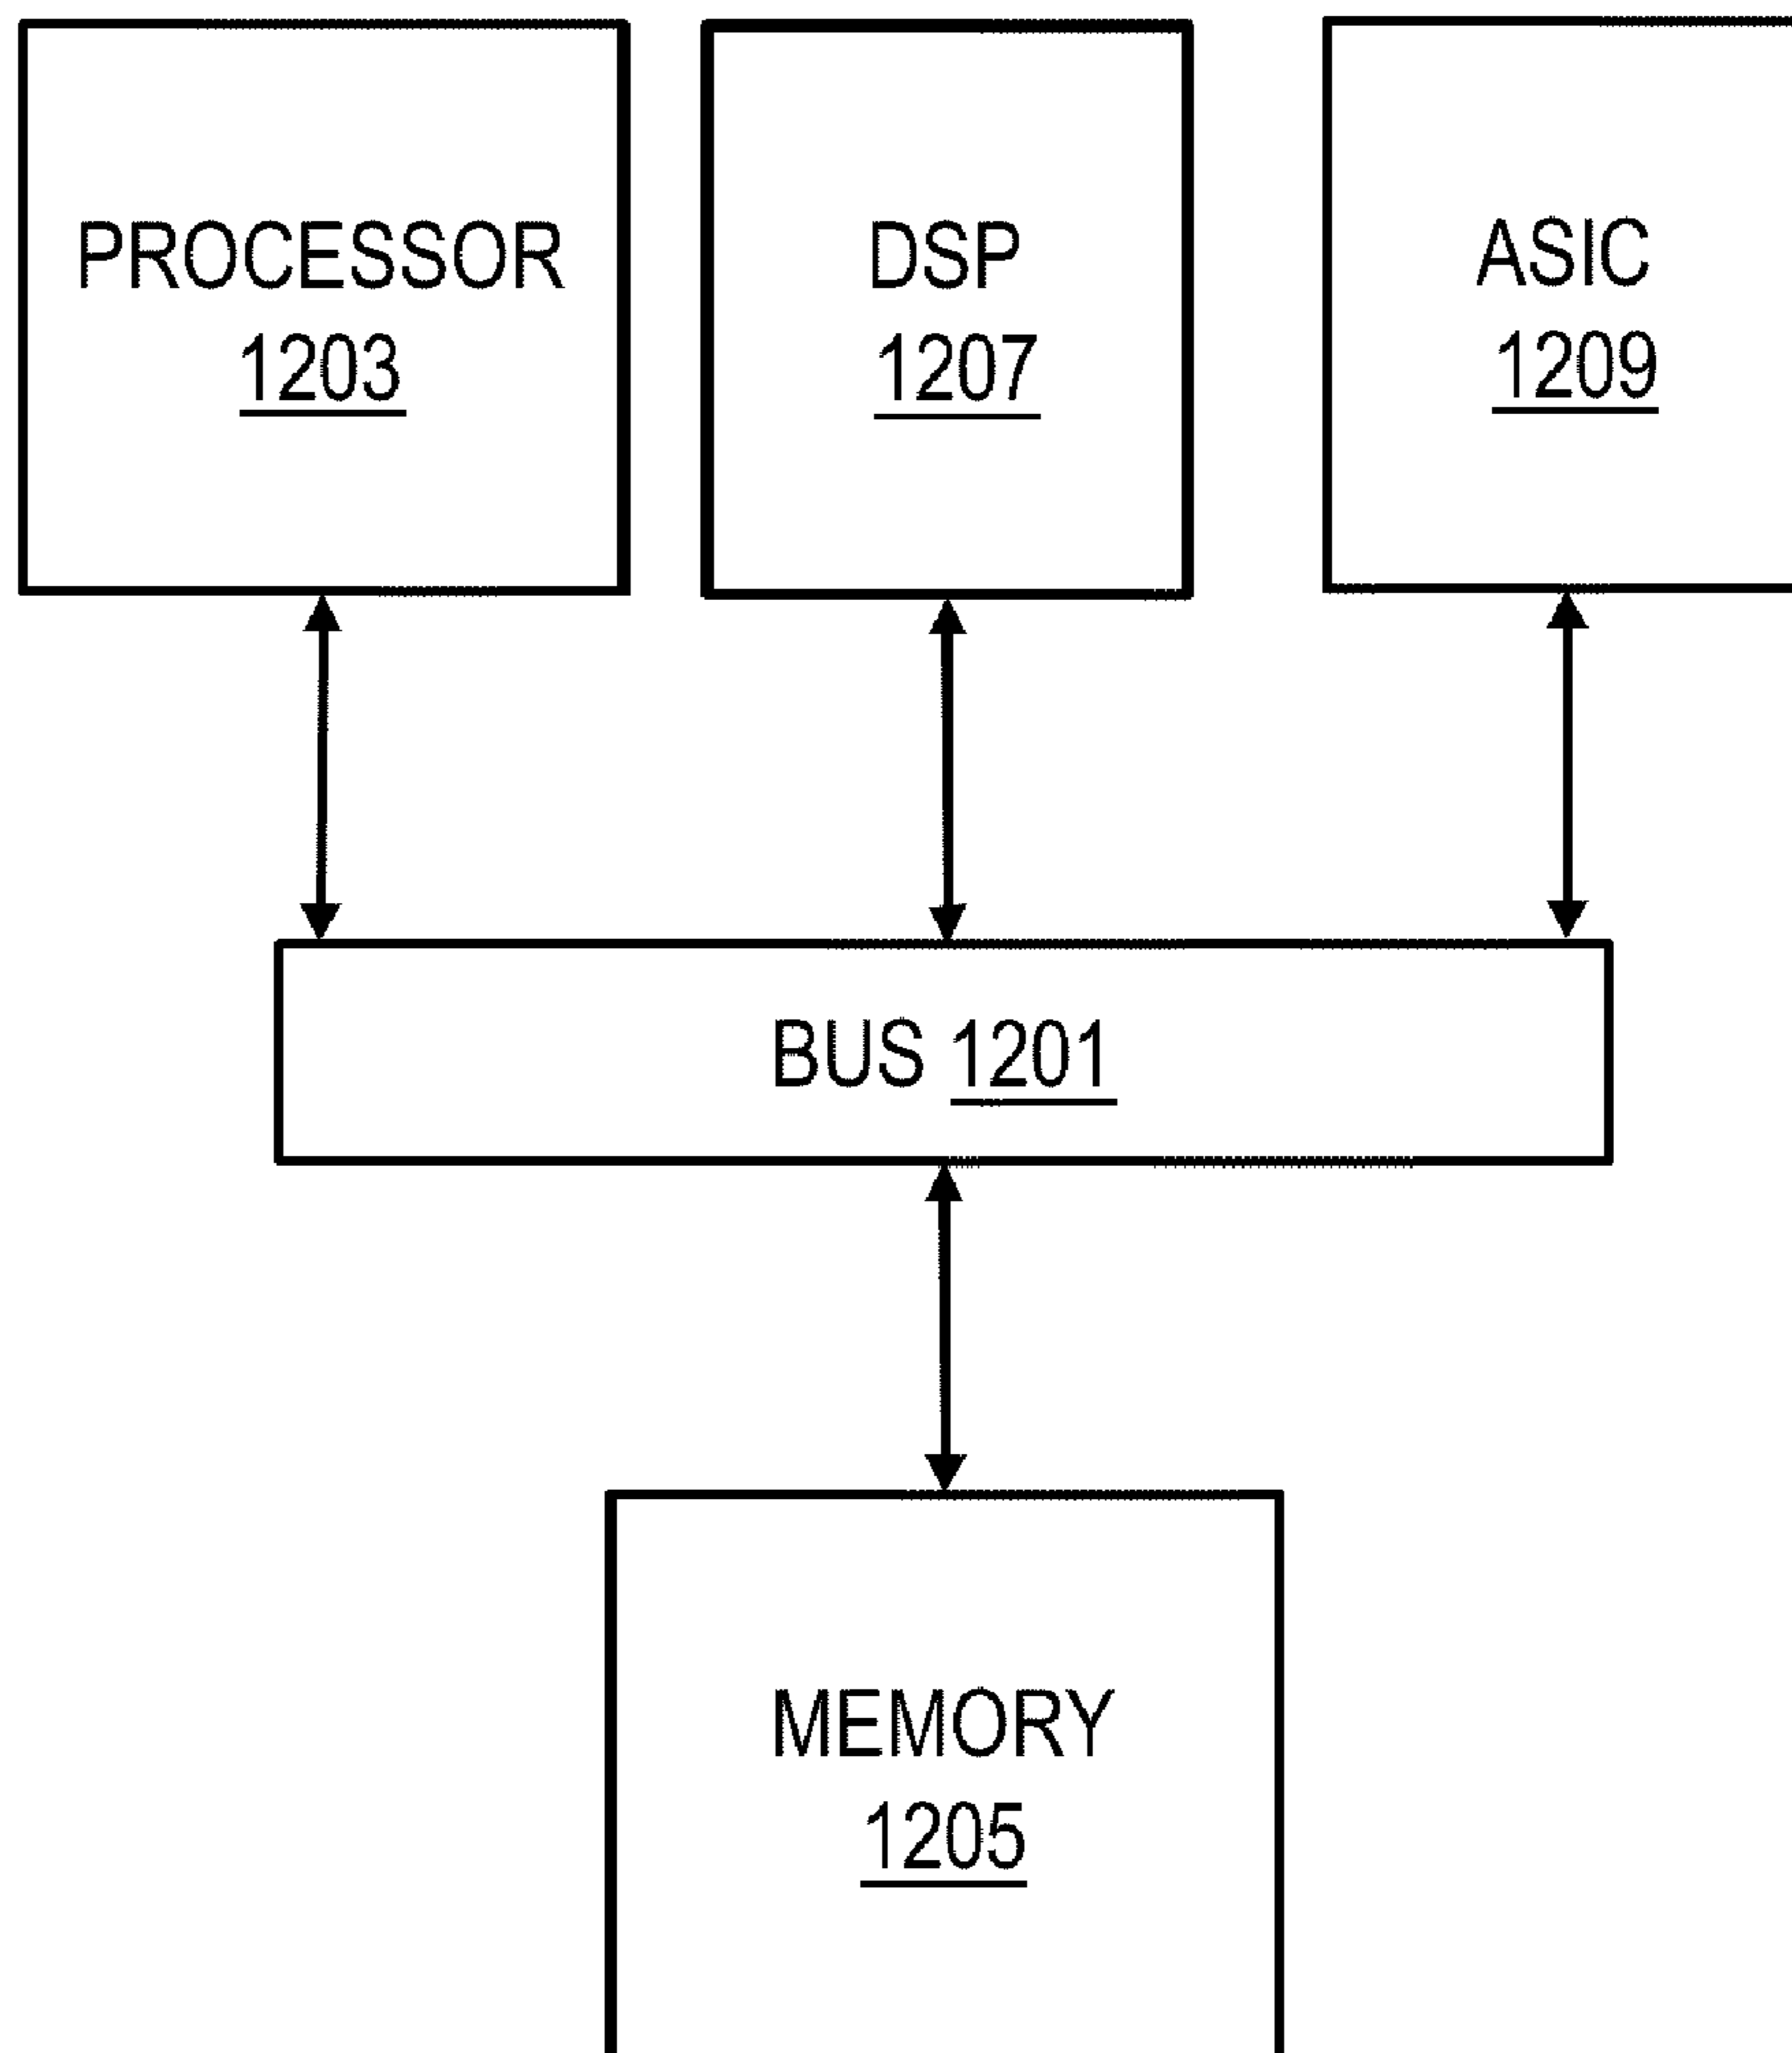 PROCESSOR
1203
DSP
1207
ASIC
1209
BUS 1201
MEMORY
1205